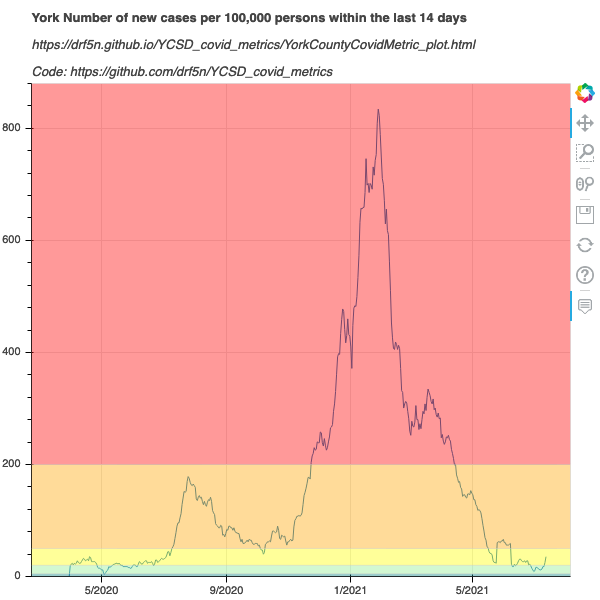 York Number of new cases per 100,000 persons within the last 14 days
https://drf5n.github.io/YCSD_covid_metrics/YorkCountyCovidMetric_plot.html
Code: https://github.com/drf5n/YCSD_covid_metrics
800
600
400
200
0
5/2020 9/2020 1/2021 5/2021